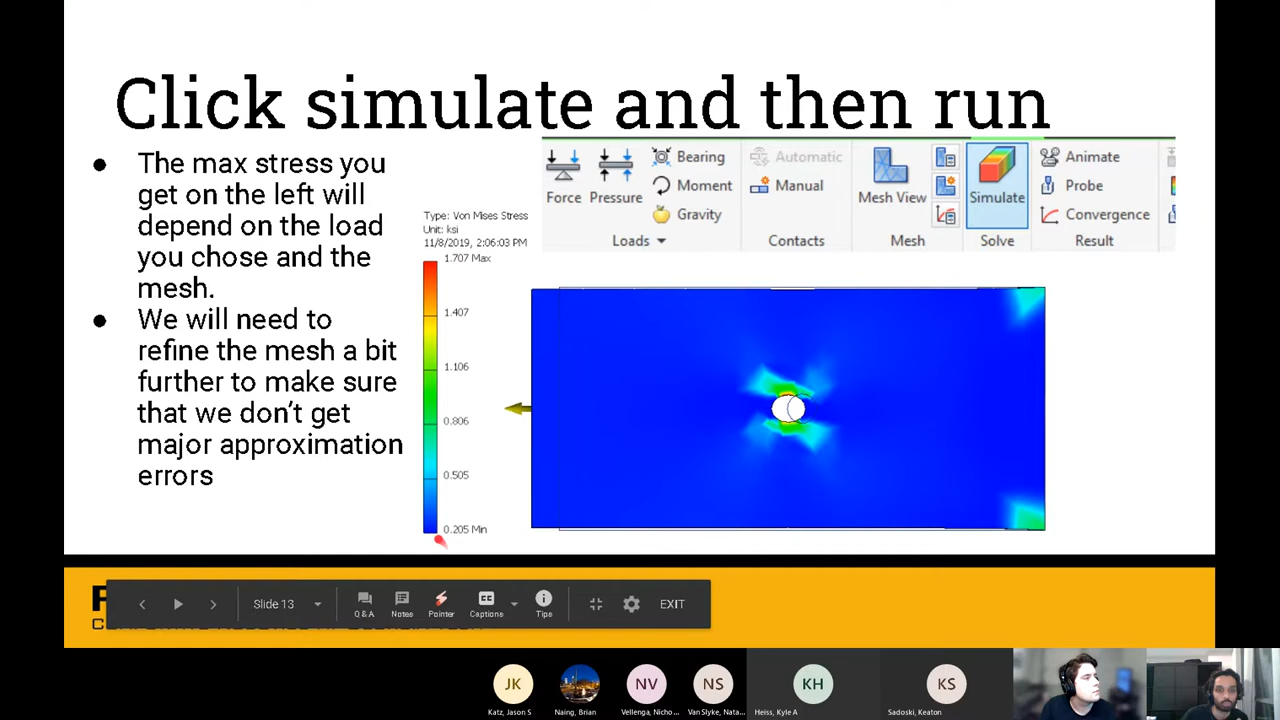 Click simulate and then run
● The max stress you
get on the left will
depend on the load
you chose and the
mesh.
● We will need to
refine the mesh a bit
further to make sure
that we don't get
major approximation
errors
Force
Pressure
Bearing
Moment
Gravity
Loads
Automatic
Manual
Contacts
Mesh View
Mesh
Simulate
Solve
Animate
Probe
Convergence
Result
Type: Von Mises Stress
Unit: ksi
11/8/2019, 2:06:03 PM
1.707 Max
1.407
1.106
0.806
0.505
0.205 Min
Slide 13
Q & A
Notes
Pointer
Captions
Tips
EXIT
JK
NV
NS
KH
KS
Katz, Jason S
Naing, Brian
Vellenga, Nicho ...
Van Slyke, Nata...
Heiss, Kyle A
Sadoski, Keaton